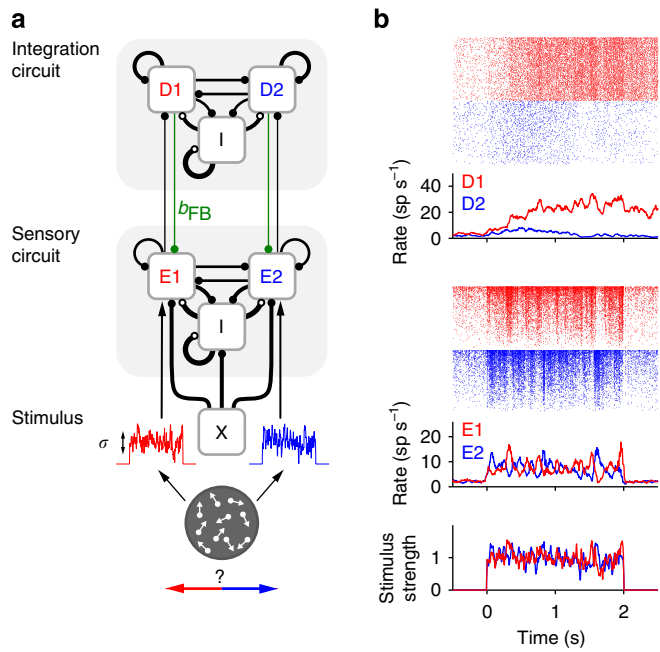 a
Integration
circuit
D1
D2
I
b_FB
Sensory
circuit
E1
E2
I
Stimulus
X
σ
?
b
D1
D2
Rate (sp s⁻¹)
40
20
0
E1
E2
Rate (sp s⁻¹)
20
10
0
Stimulus
strength
1
0
0
1
2
Time (s)